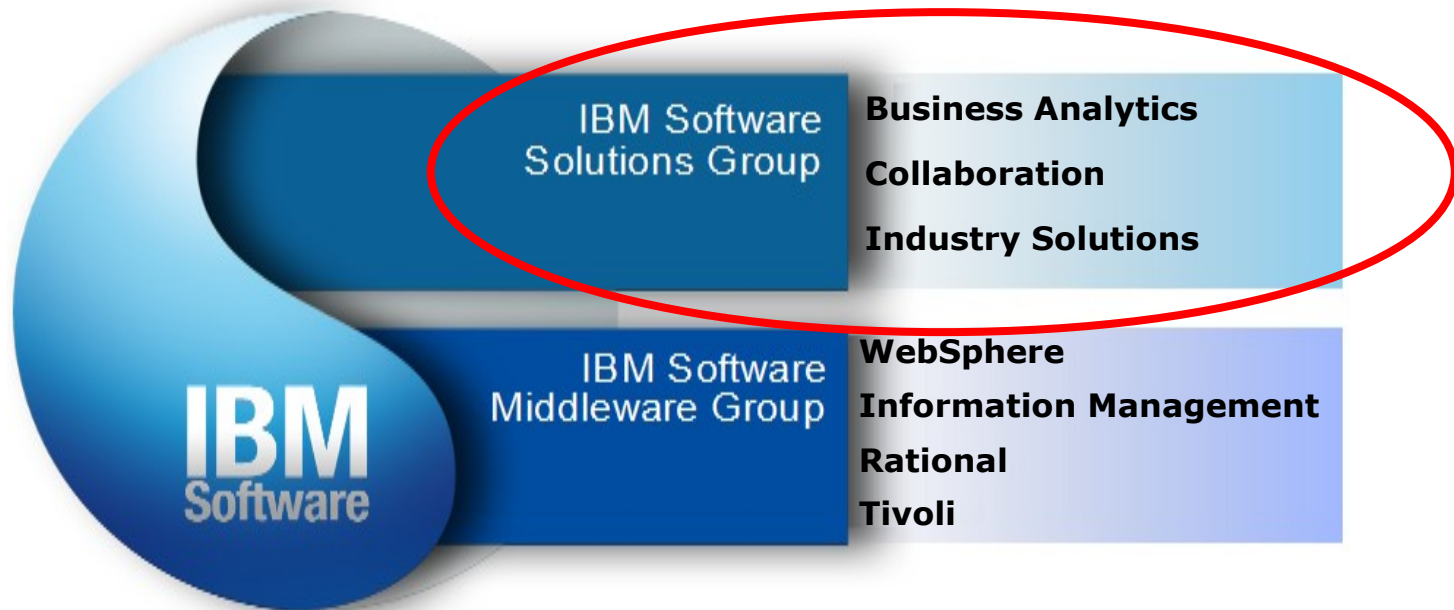 IBM Software
Solutions Group
Business Analytics
Collaboration
Industry Solutions
IBM Software
Middleware Group
WebSphere
Information Management
Rational
Tivoli
IBM
Software